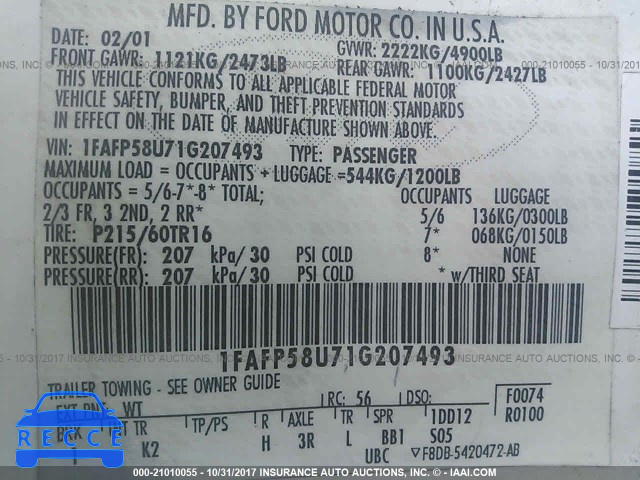 MFD. BY FORD MOTOR CO. IN U.S.A.
DATE: 02/01 GVWR: 2222KG/4900LB
FRONT GAWR: 1121KG/2473LB REAR GAWR: 1100KG/2427LB
THIS VEHICLE CONFORMS TO ALL APPLICABLE FEDERAL MOTOR
VEHICLE SAFETY, BUMPER, AND THEFT PREVENTION STANDARDS
IN EFFECT ON THE DATE OF MANUFACTURE SHOWN ABOVE.
VIN: 1FAFP58U71G207493 TYPE: PASSENGER
MAXIMUM LOAD = OCCUPANTS + LUGGAGE =544KG/1200LB
OCCUPANTS = 5/6-7*-8* TOTAL; OCCUPANTS LUGGAGE
2/3 FR, 3 2ND, 2 RR* 5/6 136KG/0300LB
TIRE: P215/60TR16 7* 068KG/0150LB
PRESSURE(FR): 207 kPa/30 PSI COLD 8* NONE
PRESSURE(RR): 207 kPa/30 PSI COLD * w/THIRD SEAT
1FAFP58U71G207493
TRAILER TOWING - SEE OWNER GUIDE
EXT PNT: WT RC: 56 DSO: F0074
BRK INT TR TP/PS R AXLE TR SPR 1DD12 R0100
1 K2 H 3R L BB1 S05
UBC ▽F8DB-5420472-AB
#000-21010055 - 10/31/2017 INSURANCE AUTO AUCTIONS INC. - IAAI.COM